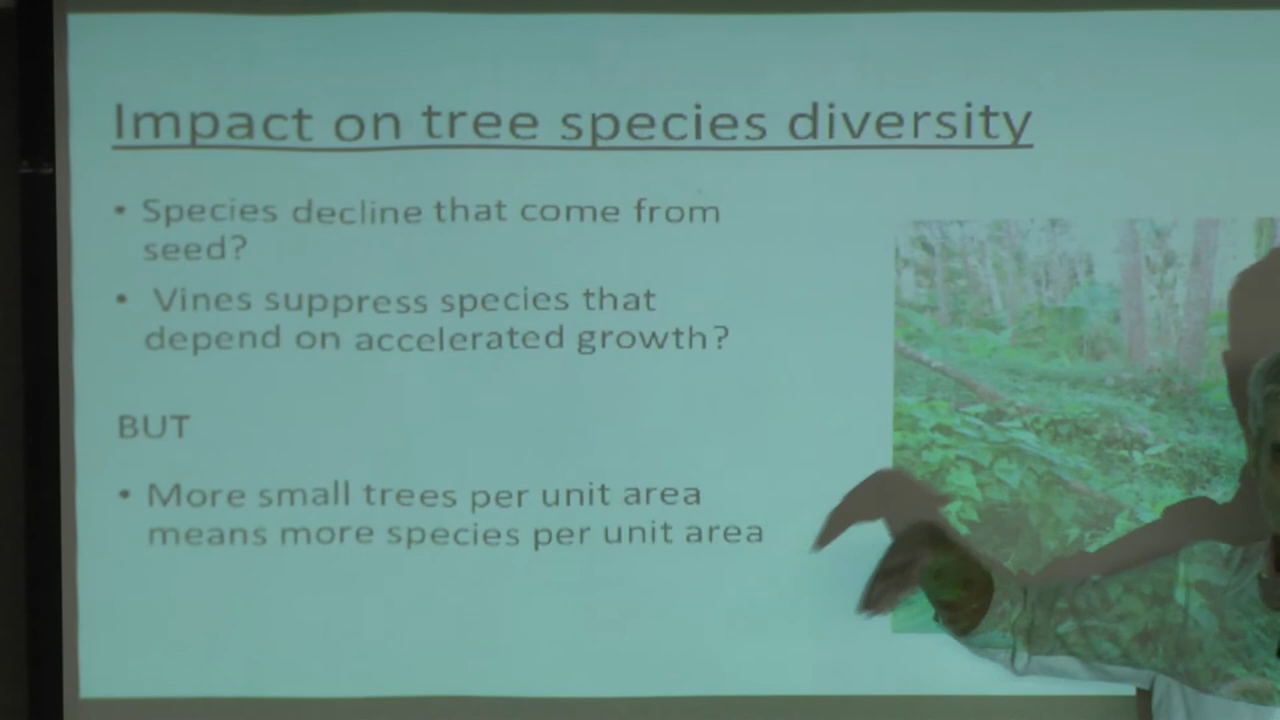 Impact on tree species diversity
• Species decline that come from
seed?
• Vines suppress species that
depend on accelerated growth?
BUT
• More small trees per unit area
means more species per unit area